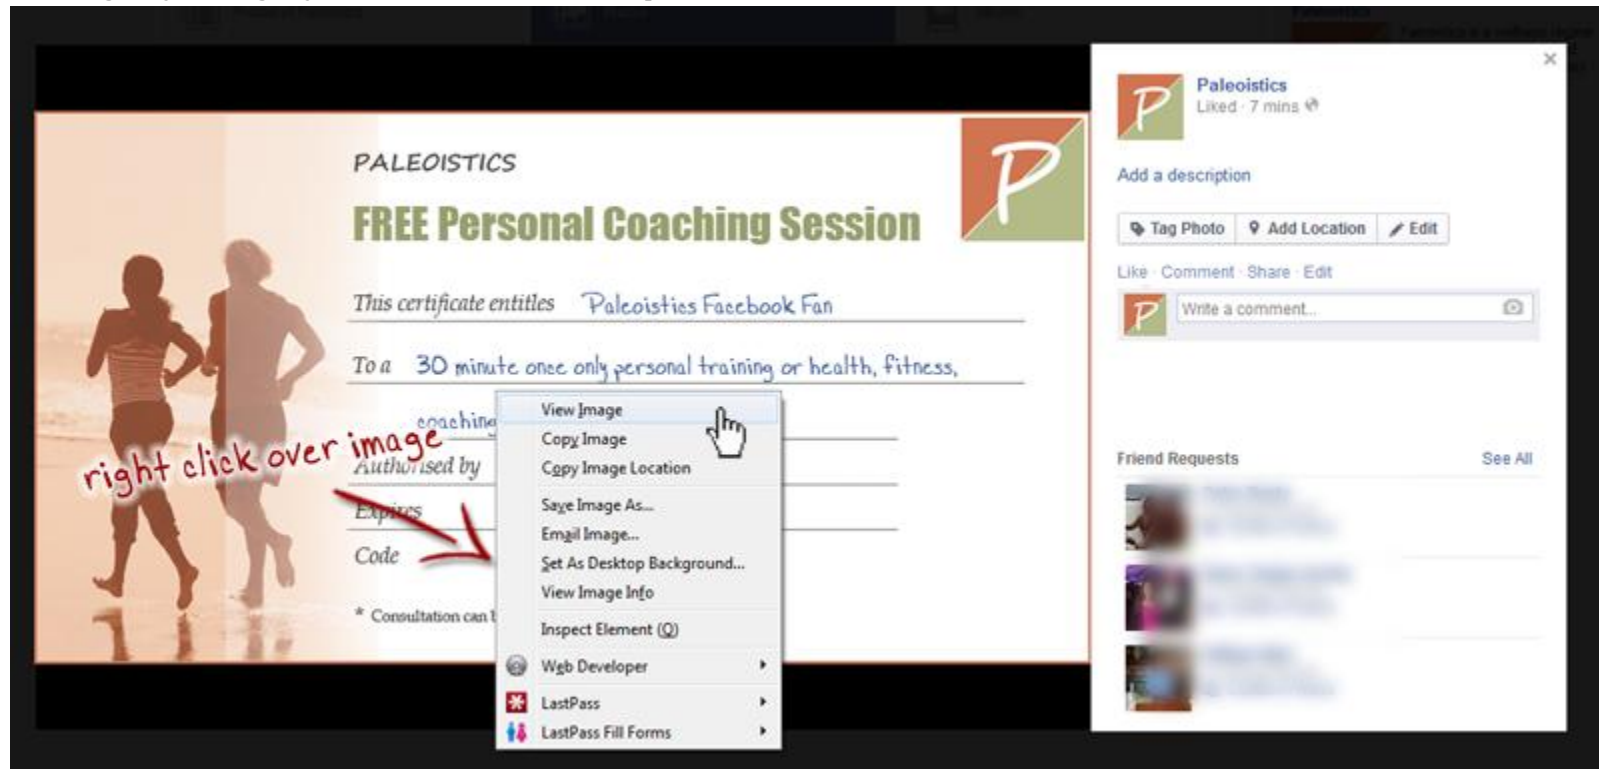 PALEOISTICS
P
FREE Personal Coaching Session
This certificate entitles Paleoistics Facebook Fan
To a 30 minute once only personal training or health, fitness,
coaching
Authorised by
Expires
Code
* Consultation can
right click over image
View Image
Copy Image
Copy Image Location
Save Image As...
Email Image...
Set As Desktop Background...
View Image Info
Inspect Element (Q)
Web Developer
LastPass
LastPass Fill Forms
P
Paleoistics
Liked · 7 mins
Add a description
Tag Photo Add Location Edit
Like · Comment · Share · Edit
P
Write a comment...
Friend Requests See All